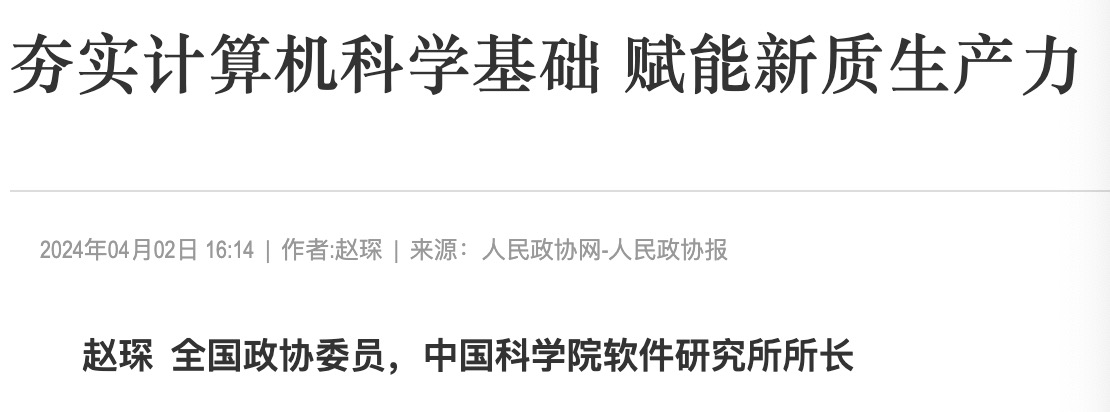 夯实计算机科学基础 赋能新质生产力
2024年04月02日 16:14 | 作者:赵琛 | 来源：人民政协网-人民政协报
赵琛 全国政协委员，中国科学院软件研究所所长